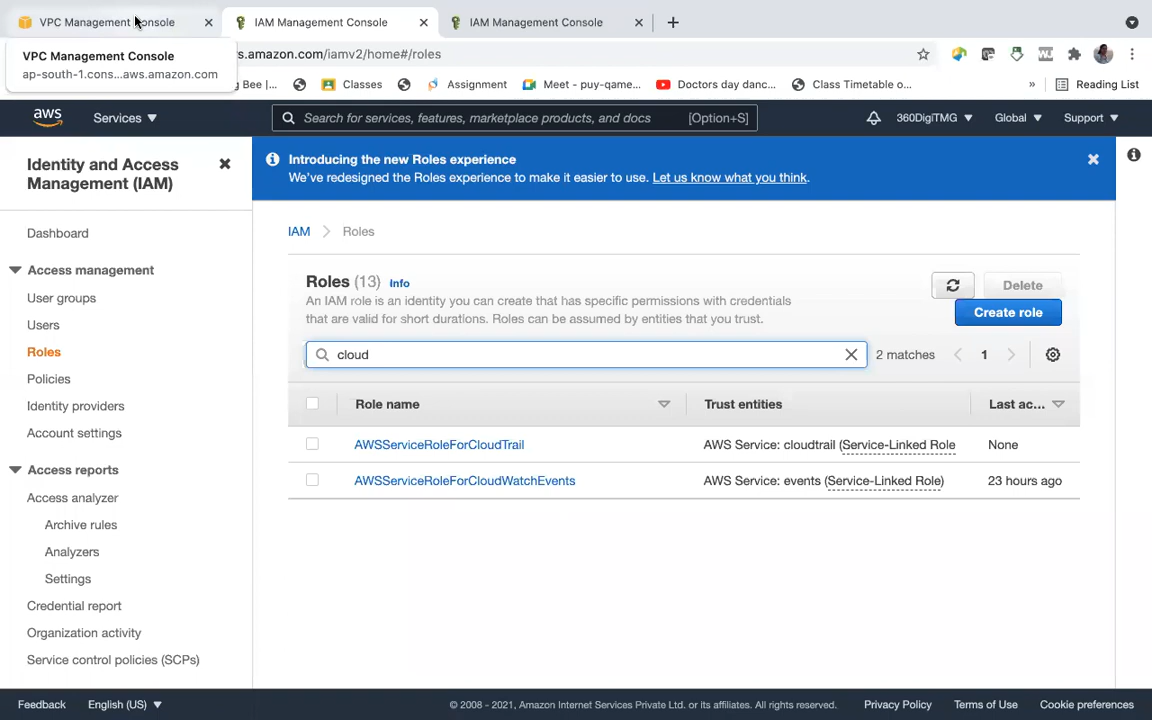 VPC Management Console
IAM Management Console
IAM Management Console
VPC Management Console
ap-south-1.cons...aws.amazon.com
s.amazon.com/iamv2/home#/roles
g Bee |...
Classes
Assignment
Meet - puy-game...
Doctors day danc...
Class Timetable o...
»
Reading List
aws
Services
Search for services, features, marketplace products, and docs
[Option+S]
360DigiTMG
Global
Support
Identity and Access
Management (IAM)
Introducing the new Roles experience
We've redesigned the Roles experience to make it easier to use. Let us know what you think.
Dashboard
Access management
User groups
Users
Roles
Policies
Identity providers
Account settings
Access reports
Access analyzer
Archive rules
Analyzers
Settings
Credential report
Organization activity
Service control policies (SCPs)
IAM > Roles
Roles (13) Info
An IAM role is an identity you can create that has specific permissions with credentials
that are valid for short durations. Roles can be assumed by entities that you trust.
Delete
Create role
cloud
2 matches
1
Role name
Trust entities
Last ac...
AWSServiceRoleForCloudTrail
AWS Service: cloudtrail (Service-Linked Role
None
AWSServiceRoleForCloudWatchEvents
AWS Service: events (Service-Linked Role)
23 hours ago
Feedback
English (US)
© 2008 - 2021, Amazon Internet Services Private Ltd. or its affiliates. All rights reserved.
Privacy Policy
Terms of Use
Cookie preferences